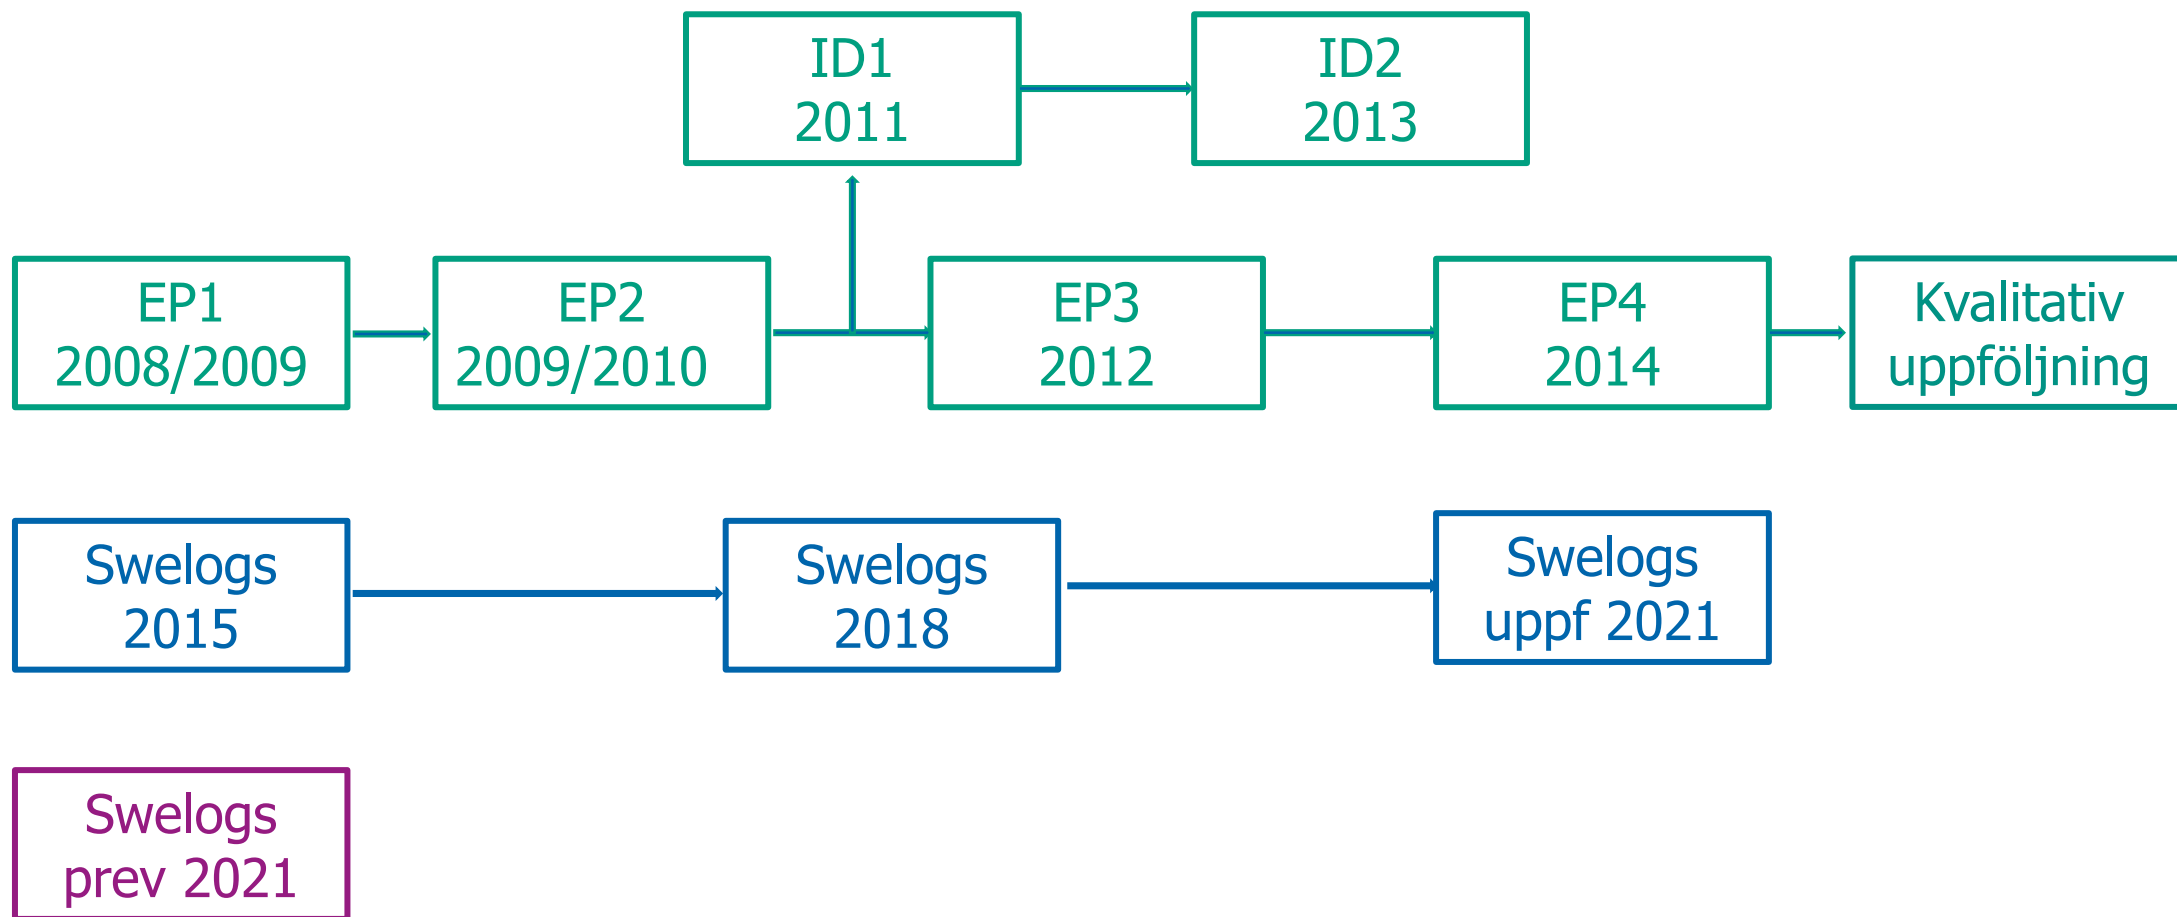 ID1
2011
ID2
2013
EP1
2008/2009
EP2
2009/2010
EP3
2012
EP4
2014
Kvalitativ
uppföljning
Swelogs
2015
Swelogs
2018
Swelogs
uppf 2021
Swelogs
prev 2021